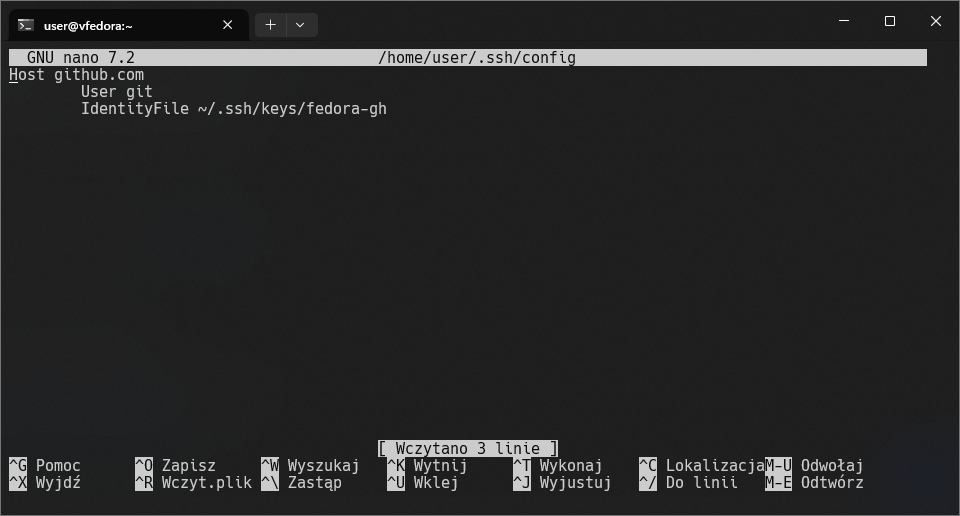 user@vfedora:~
GNU nano 7.2 /home/user/.ssh/config
Host github.com
User git
IdentityFile ~/.ssh/keys/fedora-gh
[ Wczytano 3 linie ]
^G Pomoc ^O Zapisz ^W Wyszukaj ^K Wytnij ^T Wykonaj ^C Lokalizacja M-U Odwołaj
^X Wyjdź ^R Wczyt.plik ^\ Zastąp ^U Wklej ^J Wyjustuj ^/ Do linii M-E Odtwórz